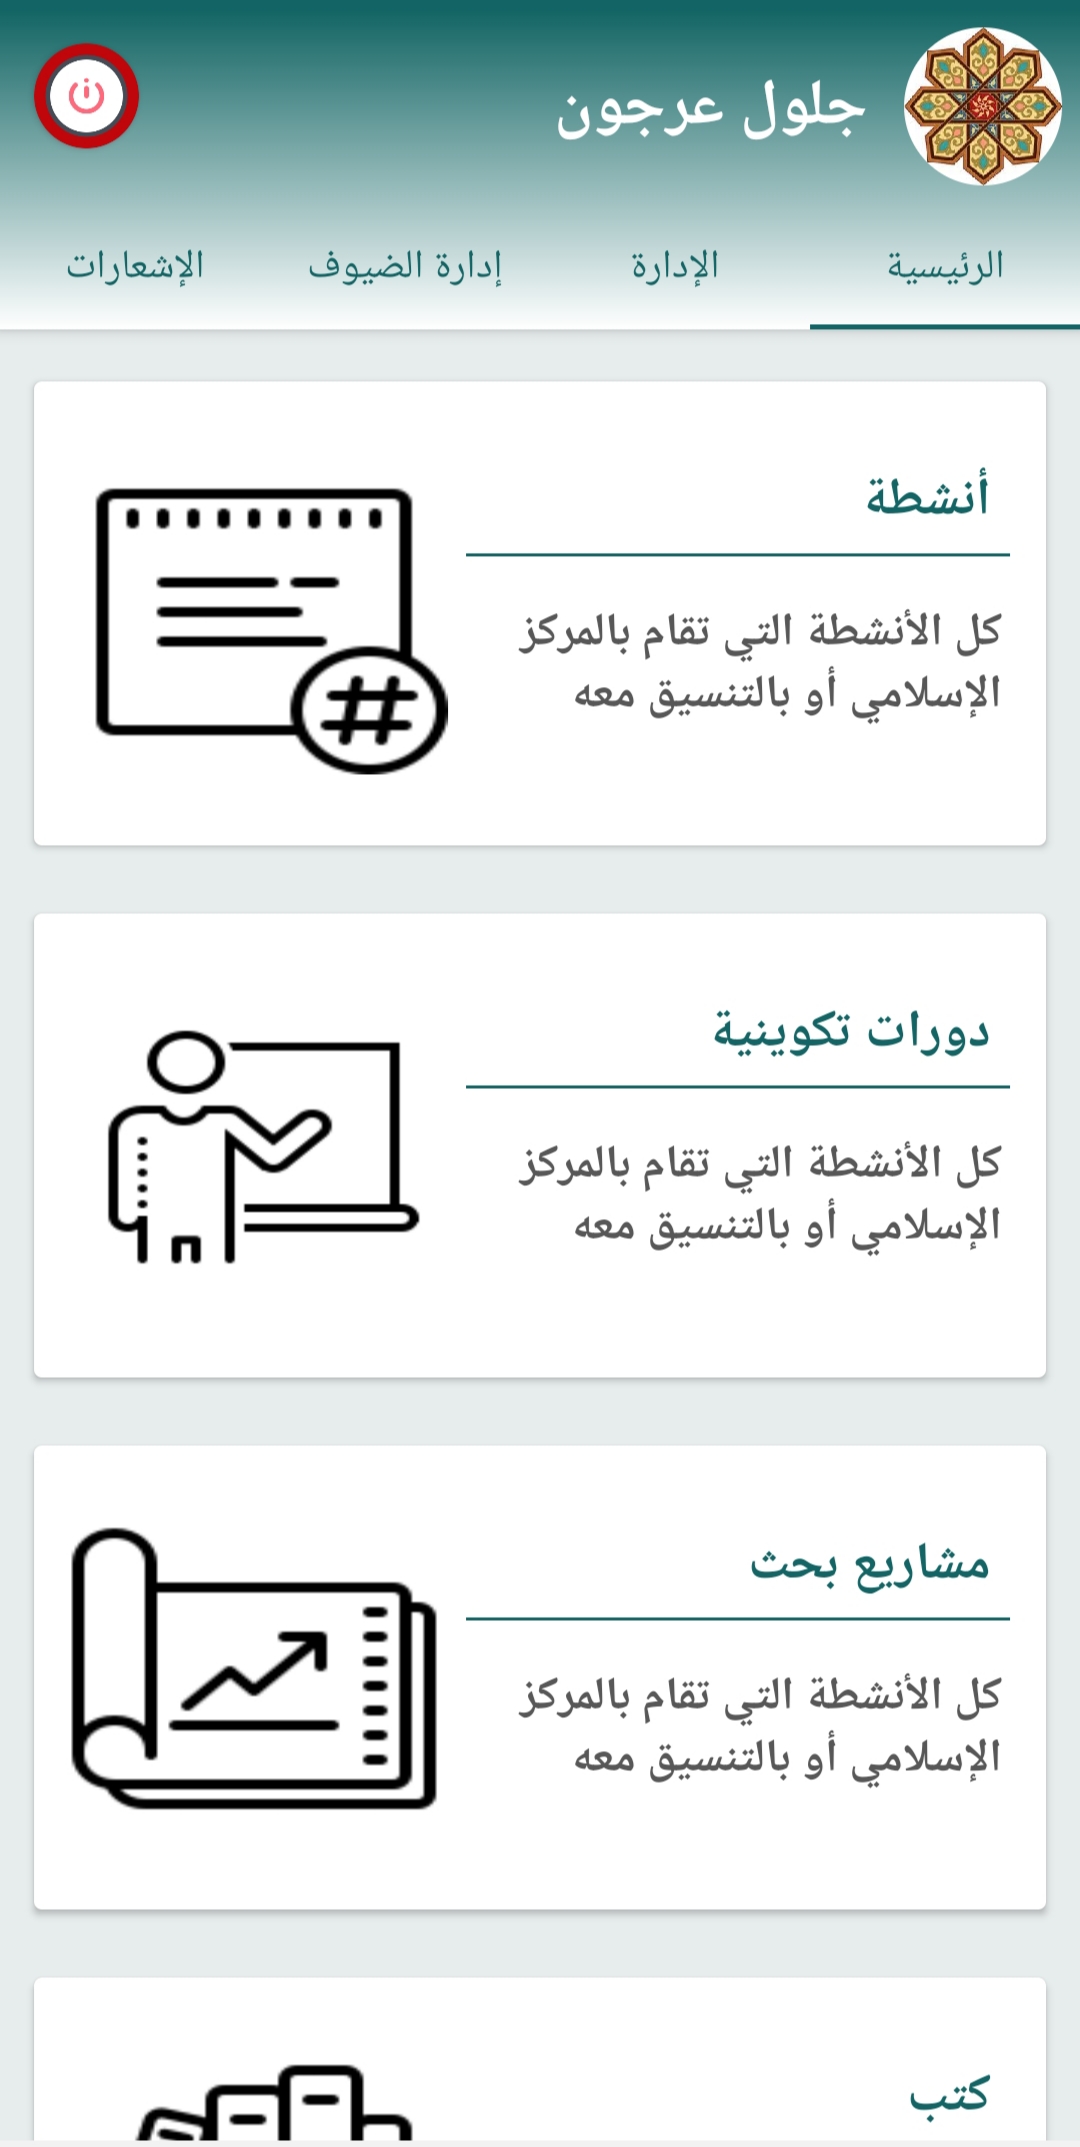 جلول عرجون
الرئيسية
الإدارة
إدارة الضيوف
الإشعارات
أنشطة
كل الأنشطة التي تقام بالمركز
الإسلامي أو بالتنسيق معه
#
دورات تكوينية
كل الأنشطة التي تقام بالمركز
الإسلامي أو بالتنسيق معه
مشاريع بحث
كل الأنشطة التي تقام بالمركز
الإسلامي أو بالتنسيق معه
كتب